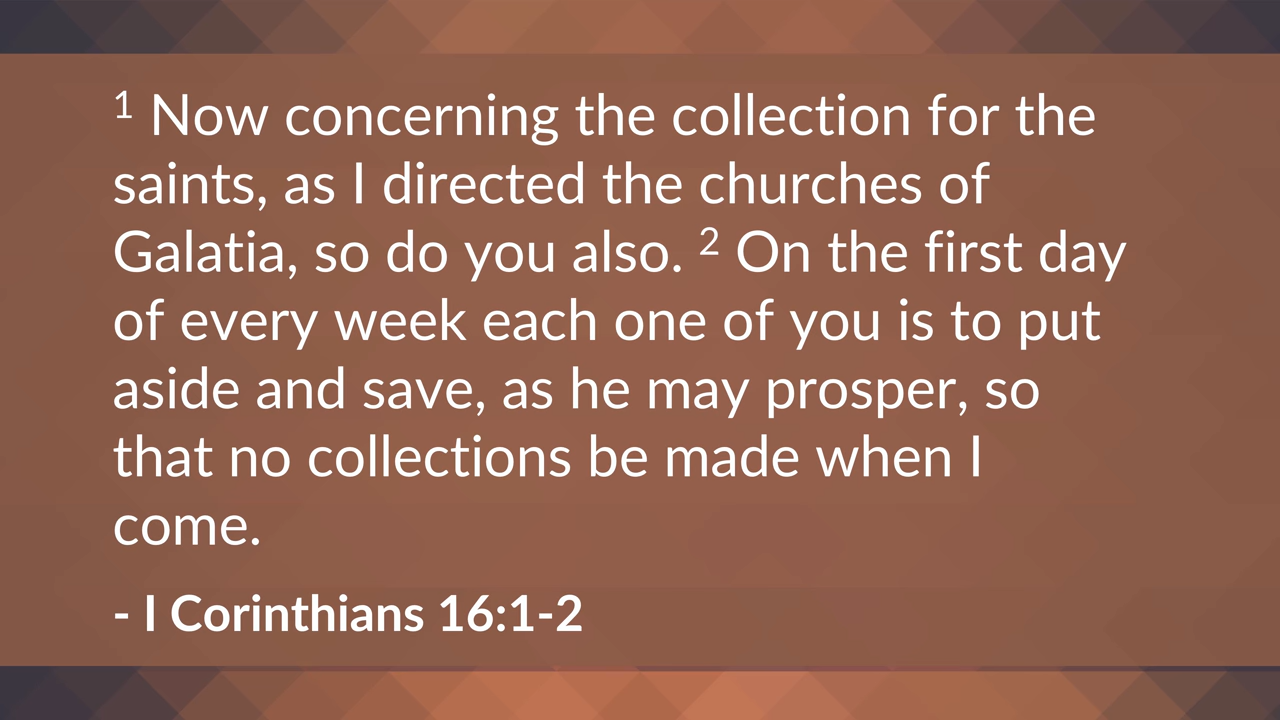 1 Now concerning the collection for the
saints, as I directed the churches of
Galatia, so do you also. 2 On the first day
of every week each one of you is to put
aside and save, as he may prosper, so
that no collections be made when I
come.
- I Corinthians 16:1-2